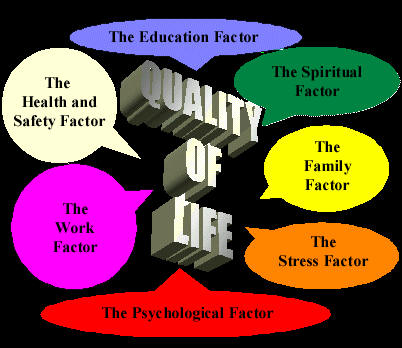 The Education Factor
The
Health and
Safety Factor
The Spiritual
Factor
QUALITY
OF
LIFE
The
Family
Factor
The
Work
Factor
The
Stress Factor
The Psychological Factor